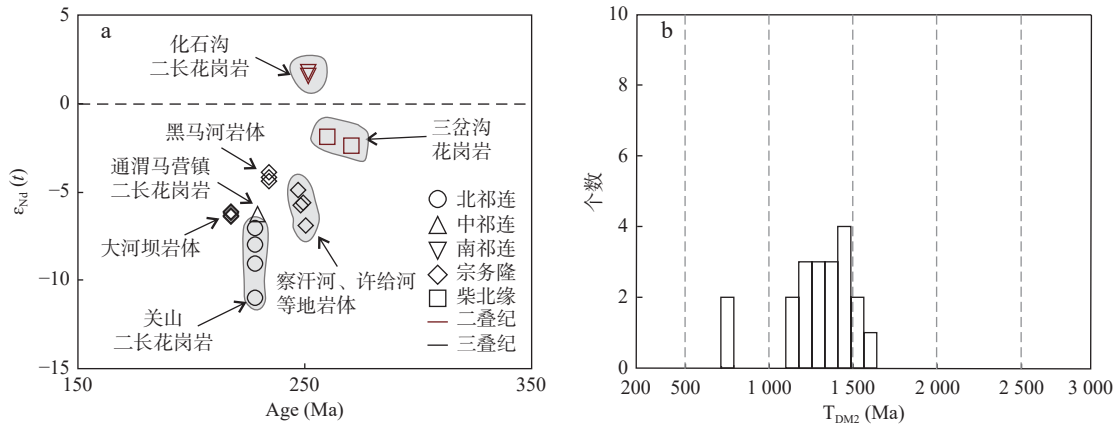 a
ε_Nd (t)
5
0
−5
−10
−15
150
250
350
Age (Ma)
化石沟
二长花岗岩
三岔沟
花岗岩
黑马河岩体
通渭马营镇
二长花岗岩
大河坝岩体
察汗河、许给河
等地岩体
关山
二长花岗岩
北祁连
中祁连
南祁连
宗务隆
柴北缘
二叠纪
三叠纪
b
个数
10
8
6
4
2
0
200
500
1 000
1 500
2 000
2 500
3 000
T_DM2 (Ma)